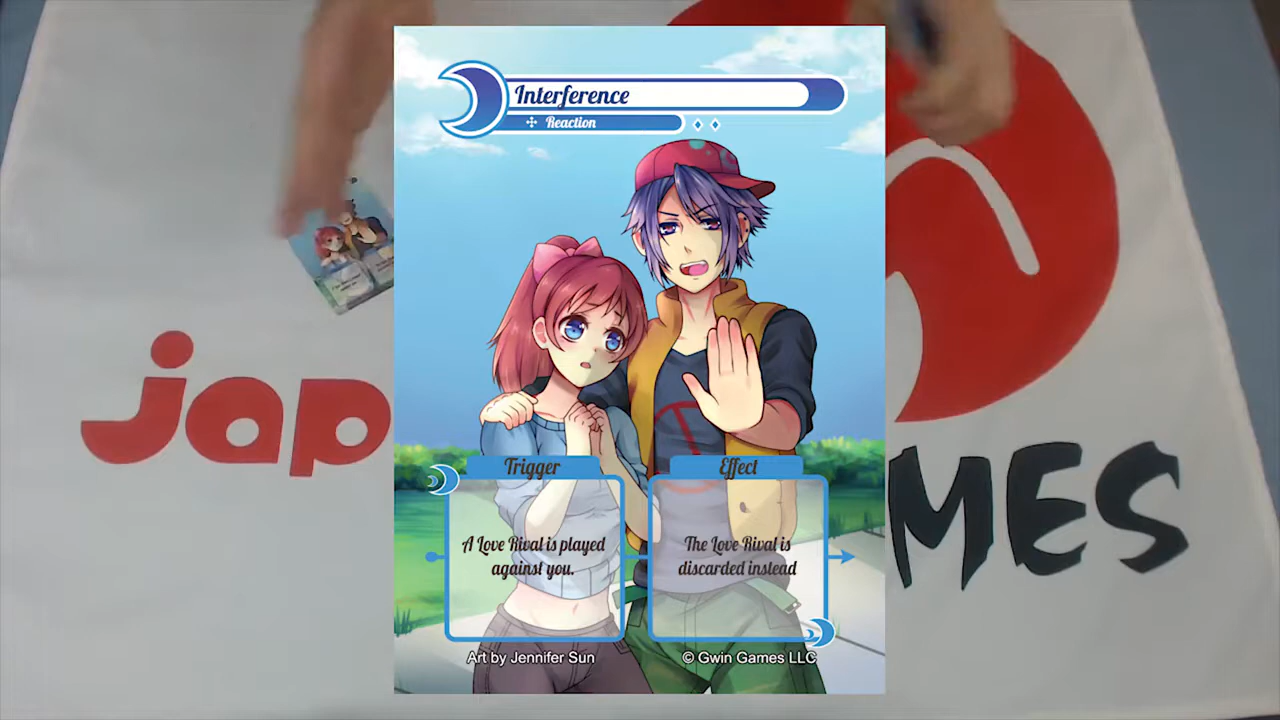 Interference
Reaction
jap
MES
Trigger
Effect
A Love Rival is played
against you.
The Love Rival is
discarded instead
Art by Jennifer Sun
© Gwin Games LLC